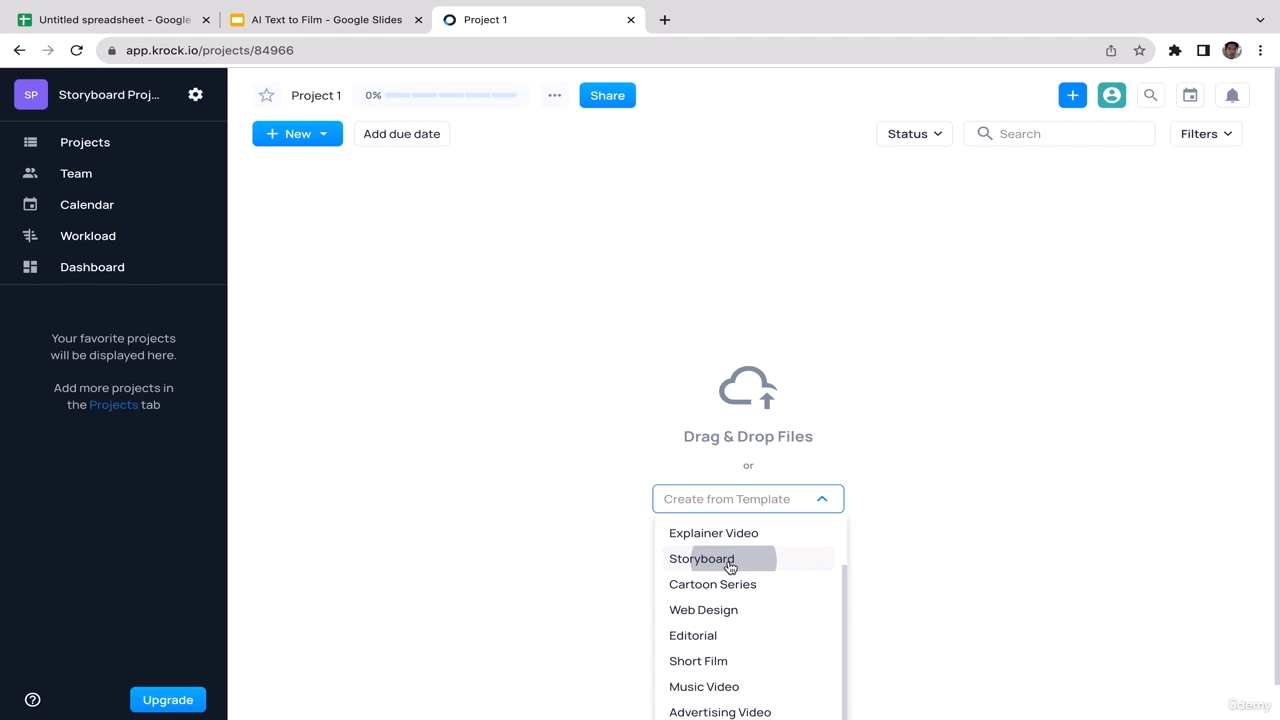 Untitled spreadsheet - Google
AI Text to Film - Google Slides
Project 1
app.krock.io/projects/84966
SP
Storyboard Proj...
Project 1
0%
Share
New
Add due date
Status
Search
Filters
Projects
Team
Calendar
Workload
Dashboard
Your favorite projects
will be displayed here.
Add more projects in
the Projects tab
Drag & Drop Files
or
Create from Template
Explainer Video
Storyboard
Cartoon Series
Web Design
Editorial
Short Film
Music Video
Advertising Video
Upgrade
ûdemy